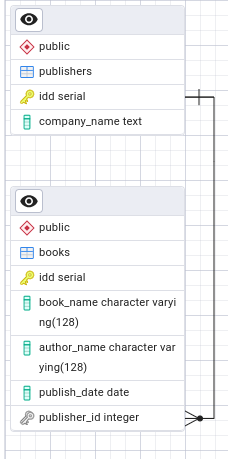 public
publishers
idd serial
company_name text
public
books
idd serial
book_name character varyi
ng(128)
author_name character var
ying(128)
publish_date date
publisher_id integer